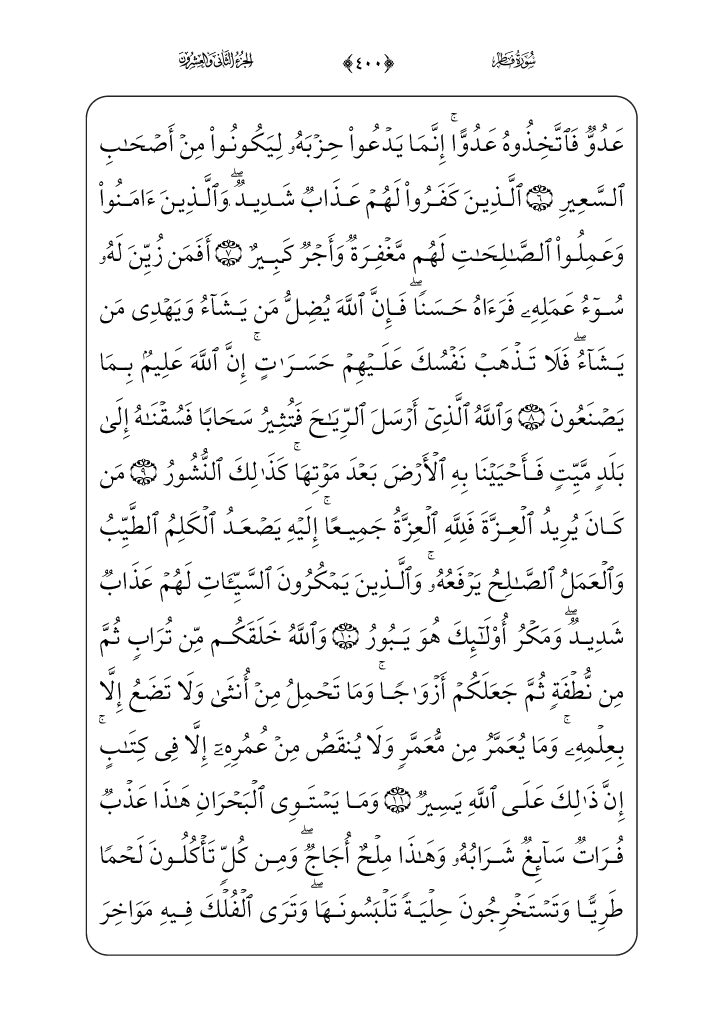 الجزء الثاني والعشرون ﴿٤٠٠﴾ سورة فاطر
عَدُوٌّ فَٱتَّخِذُوهُ عَدُوًّاۚ إِنَّمَا يَدْعُوا۟ حِزْبَهُۥ لِيَكُونُوا۟ مِنْ أَصْحَٰبِ
ٱلسَّعِيرِ ٦ ٱلَّذِينَ كَفَرُوا۟ لَهُمْ عَذَابٌ شَدِيدٌۖ وَٱلَّذِينَ ءَامَنُوا۟
وَعَمِلُوا۟ ٱلصَّٰلِحَٰتِ لَهُم مَّغْفِرَةٌ وَأَجْرٌ كَبِيرٌ ٧ أَفَمَن زُيِّنَ لَهُۥ
سُوٓءُ عَمَلِهِۦ فَرَءَاهُ حَسَنًاۖ فَإِنَّ ٱللَّهَ يُضِلُّ مَن يَشَآءُ وَيَهْدِى مَن
يَشَآءُۖ فَلَا تَذْهَبْ نَفْسُكَ عَلَيْهِمْ حَسَرَٰتٍۚ إِنَّ ٱللَّهَ عَلِيمٌۢ بِمَا
يَصْنَعُونَ ٨ وَٱللَّهُ ٱلَّذِىٓ أَرْسَلَ ٱلرِّيَٰحَ فَتُثِيرُ سَحَابًا فَسُقْنَٰهُ إِلَىٰ
بَلَدٍ مَّيِّتٍ فَأَحْيَيْنَا بِهِ ٱلْأَرْضَ بَعْدَ مَوْتِهَاۚ كَذَٰلِكَ ٱلنُّشُورُ ٩ مَن
كَانَ يُرِيدُ ٱلْعِزَّةَ فَلِلَّهِ ٱلْعِزَّةُ جَمِيعًاۚ إِلَيْهِ يَصْعَدُ ٱلْكَلِمُ ٱلطَّيِّبُ
وَٱلْعَمَلُ ٱلصَّٰلِحُ يَرْفَعُهُۥۚ وَٱلَّذِينَ يَمْكُرُونَ ٱلسَّيِّـَٔاتِ لَهُمْ عَذَابٌ
شَدِيدٌۖ وَمَكْرُ أُو۟لَٰٓئِكَ هُوَ يَبُورُ ١٠ وَٱللَّهُ خَلَقَكُم مِّن تُرَابٍ ثُمَّ
مِن نُّطْفَةٍ ثُمَّ جَعَلَكُمْ أَزْوَٰجًاۚ وَمَا تَحْمِلُ مِنْ أُنثَىٰ وَلَا تَضَعُ إِلَّا
بِعِلْمِهِۦۚ وَمَا يُعَمَّرُ مِن مُّعَمَّرٍ وَلَا يُنقَصُ مِنْ عُمُرِهِۦٓ إِلَّا فِى كِتَٰبٍۚ
إِنَّ ذَٰلِكَ عَلَى ٱللَّهِ يَسِيرٌ ١١ وَمَا يَسْتَوِى ٱلْبَحْرَانِ هَٰذَا عَذْبٌ
فُرَاتٌ سَآئِغٌ شَرَابُهُۥ وَهَٰذَا مِلْحٌ أُجَاجٌۖ وَمِن كُلٍّ تَأْكُلُونَ لَحْمًا
طَرِيًّا وَتَسْتَخْرِجُونَ حِلْيَةً تَلْبَسُونَهَاۖ وَتَرَى ٱلْفُلْكَ فِيهِ مَوَاخِرَ